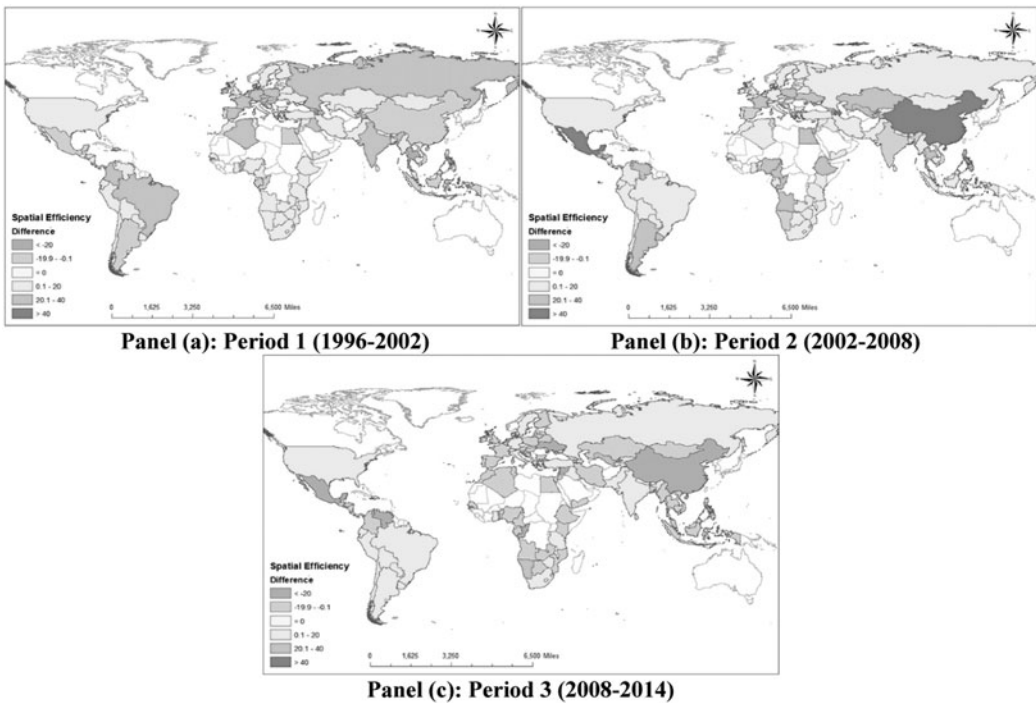 Spatial Efficiency
Difference
< -20
-19.9 - -0.1
= 0
0.1 - 20
20.1 - 40
> 40
0 1,625 3,250 6,500 Miles
Panel (a): Period 1 (1996-2002)
Spatial Efficiency
Difference
< -20
-19.9 - -0.1
= 0
0.1 - 20
20.1 - 40
> 40
0 1,625 3,250 6,500 Miles
Panel (b): Period 2 (2002-2008)
Spatial Efficiency
Difference
< -20
-19.9 - -0.1
= 0
0.1 - 20
20.1 - 40
> 40
0 1,625 3,250 6,500 Miles
Panel (c): Period 3 (2008-2014)